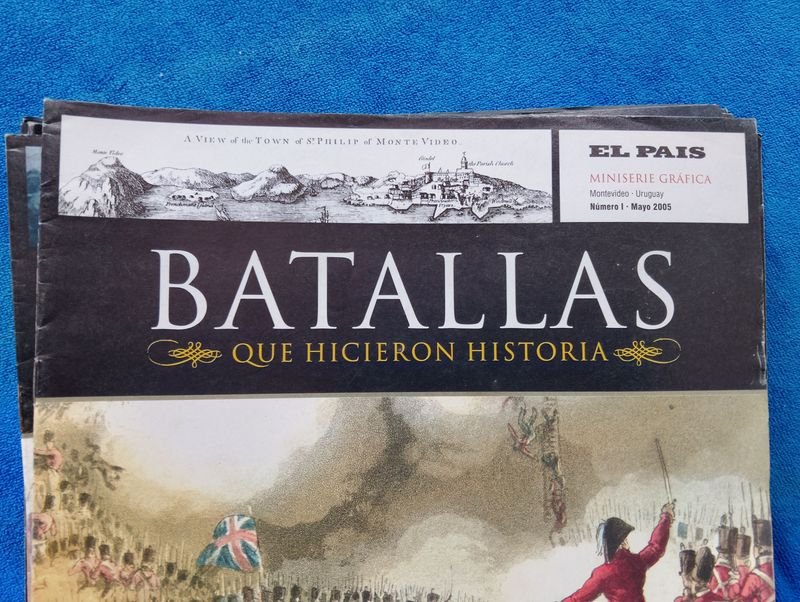 A VIEW of the TOWN of St. PHILIP of MONTE VIDEO.
Monte Video
Citadel
the Parish Church
EL PAIS
MINISERIE GRÁFICA
Montevideo · Uruguay
Número I · Mayo 2005
BATALLAS
QUE HICIERON HISTORIA